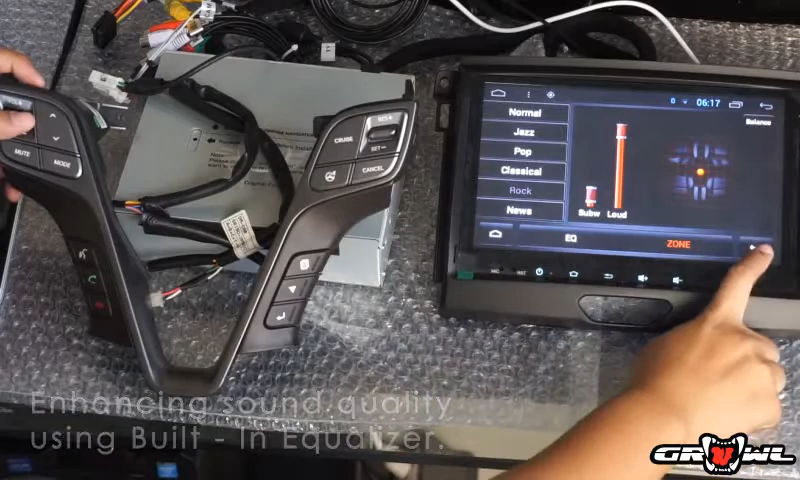 06:17
Balance
Normal
Jazz
Pop
Classical
Rock
News
Subw
Loud
EQ
ZONE
MIC
RST
RES+
SET−
CRUISE
CANCEL
MUTE
MODE
Enhancing sound quality
using Built - In Equalizer.
GROWL